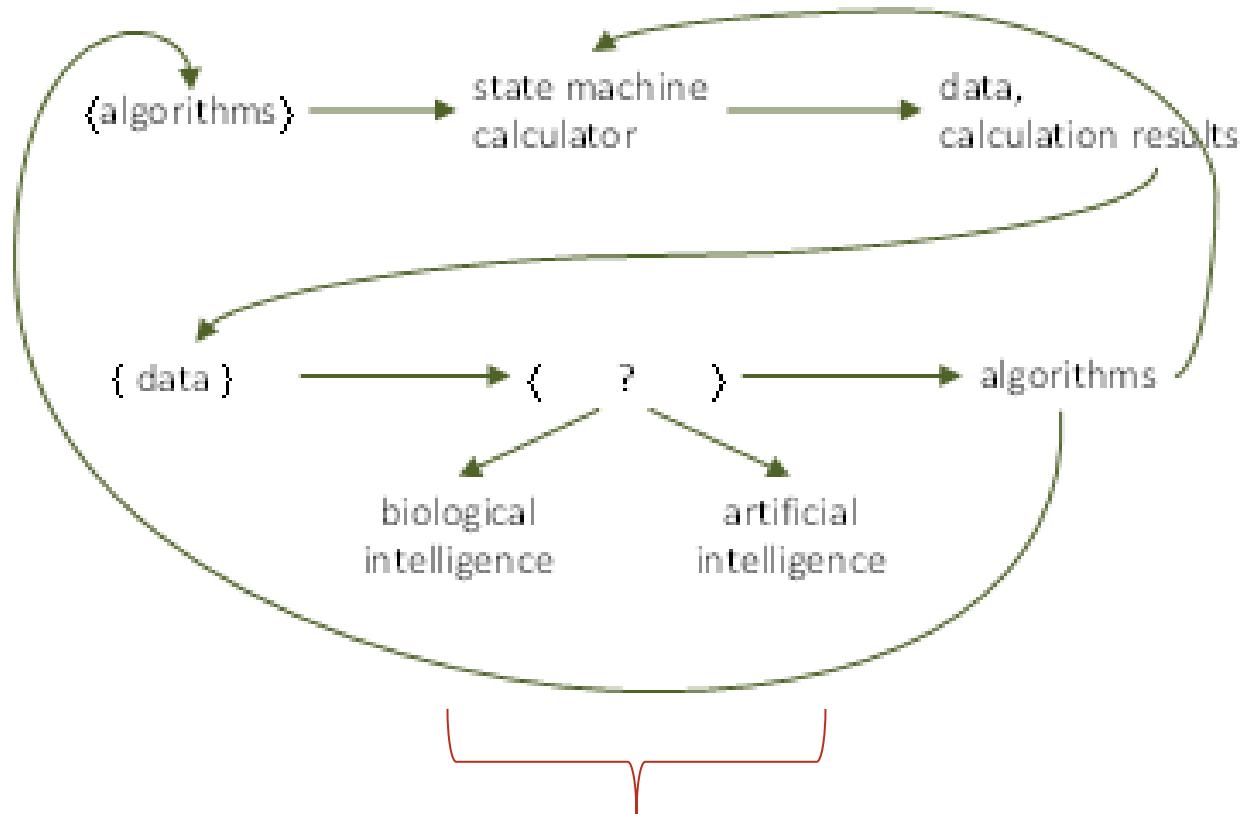 {algorithms}
state machine
calculator
data,
calculation results
{ data }
{ ? }
algorithms
biological
intelligence
artificial
intelligence